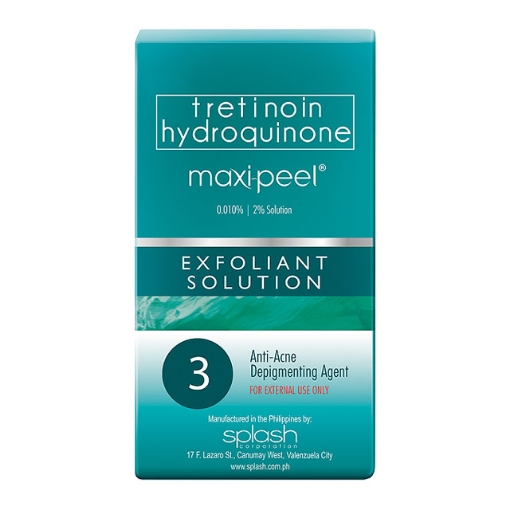 tretinoin
hydroquinone
maxi-peel®
0.010% | 2% Solution
EXFOLIANT
SOLUTION
3
Anti-Acne
Depigmenting Agent
FOR EXTERNAL USE ONLY
Manufactured in the Philippines by:
splash
corporation
17 F. Lazaro St., Canumay West, Valenzuela City
www.splash.com.ph